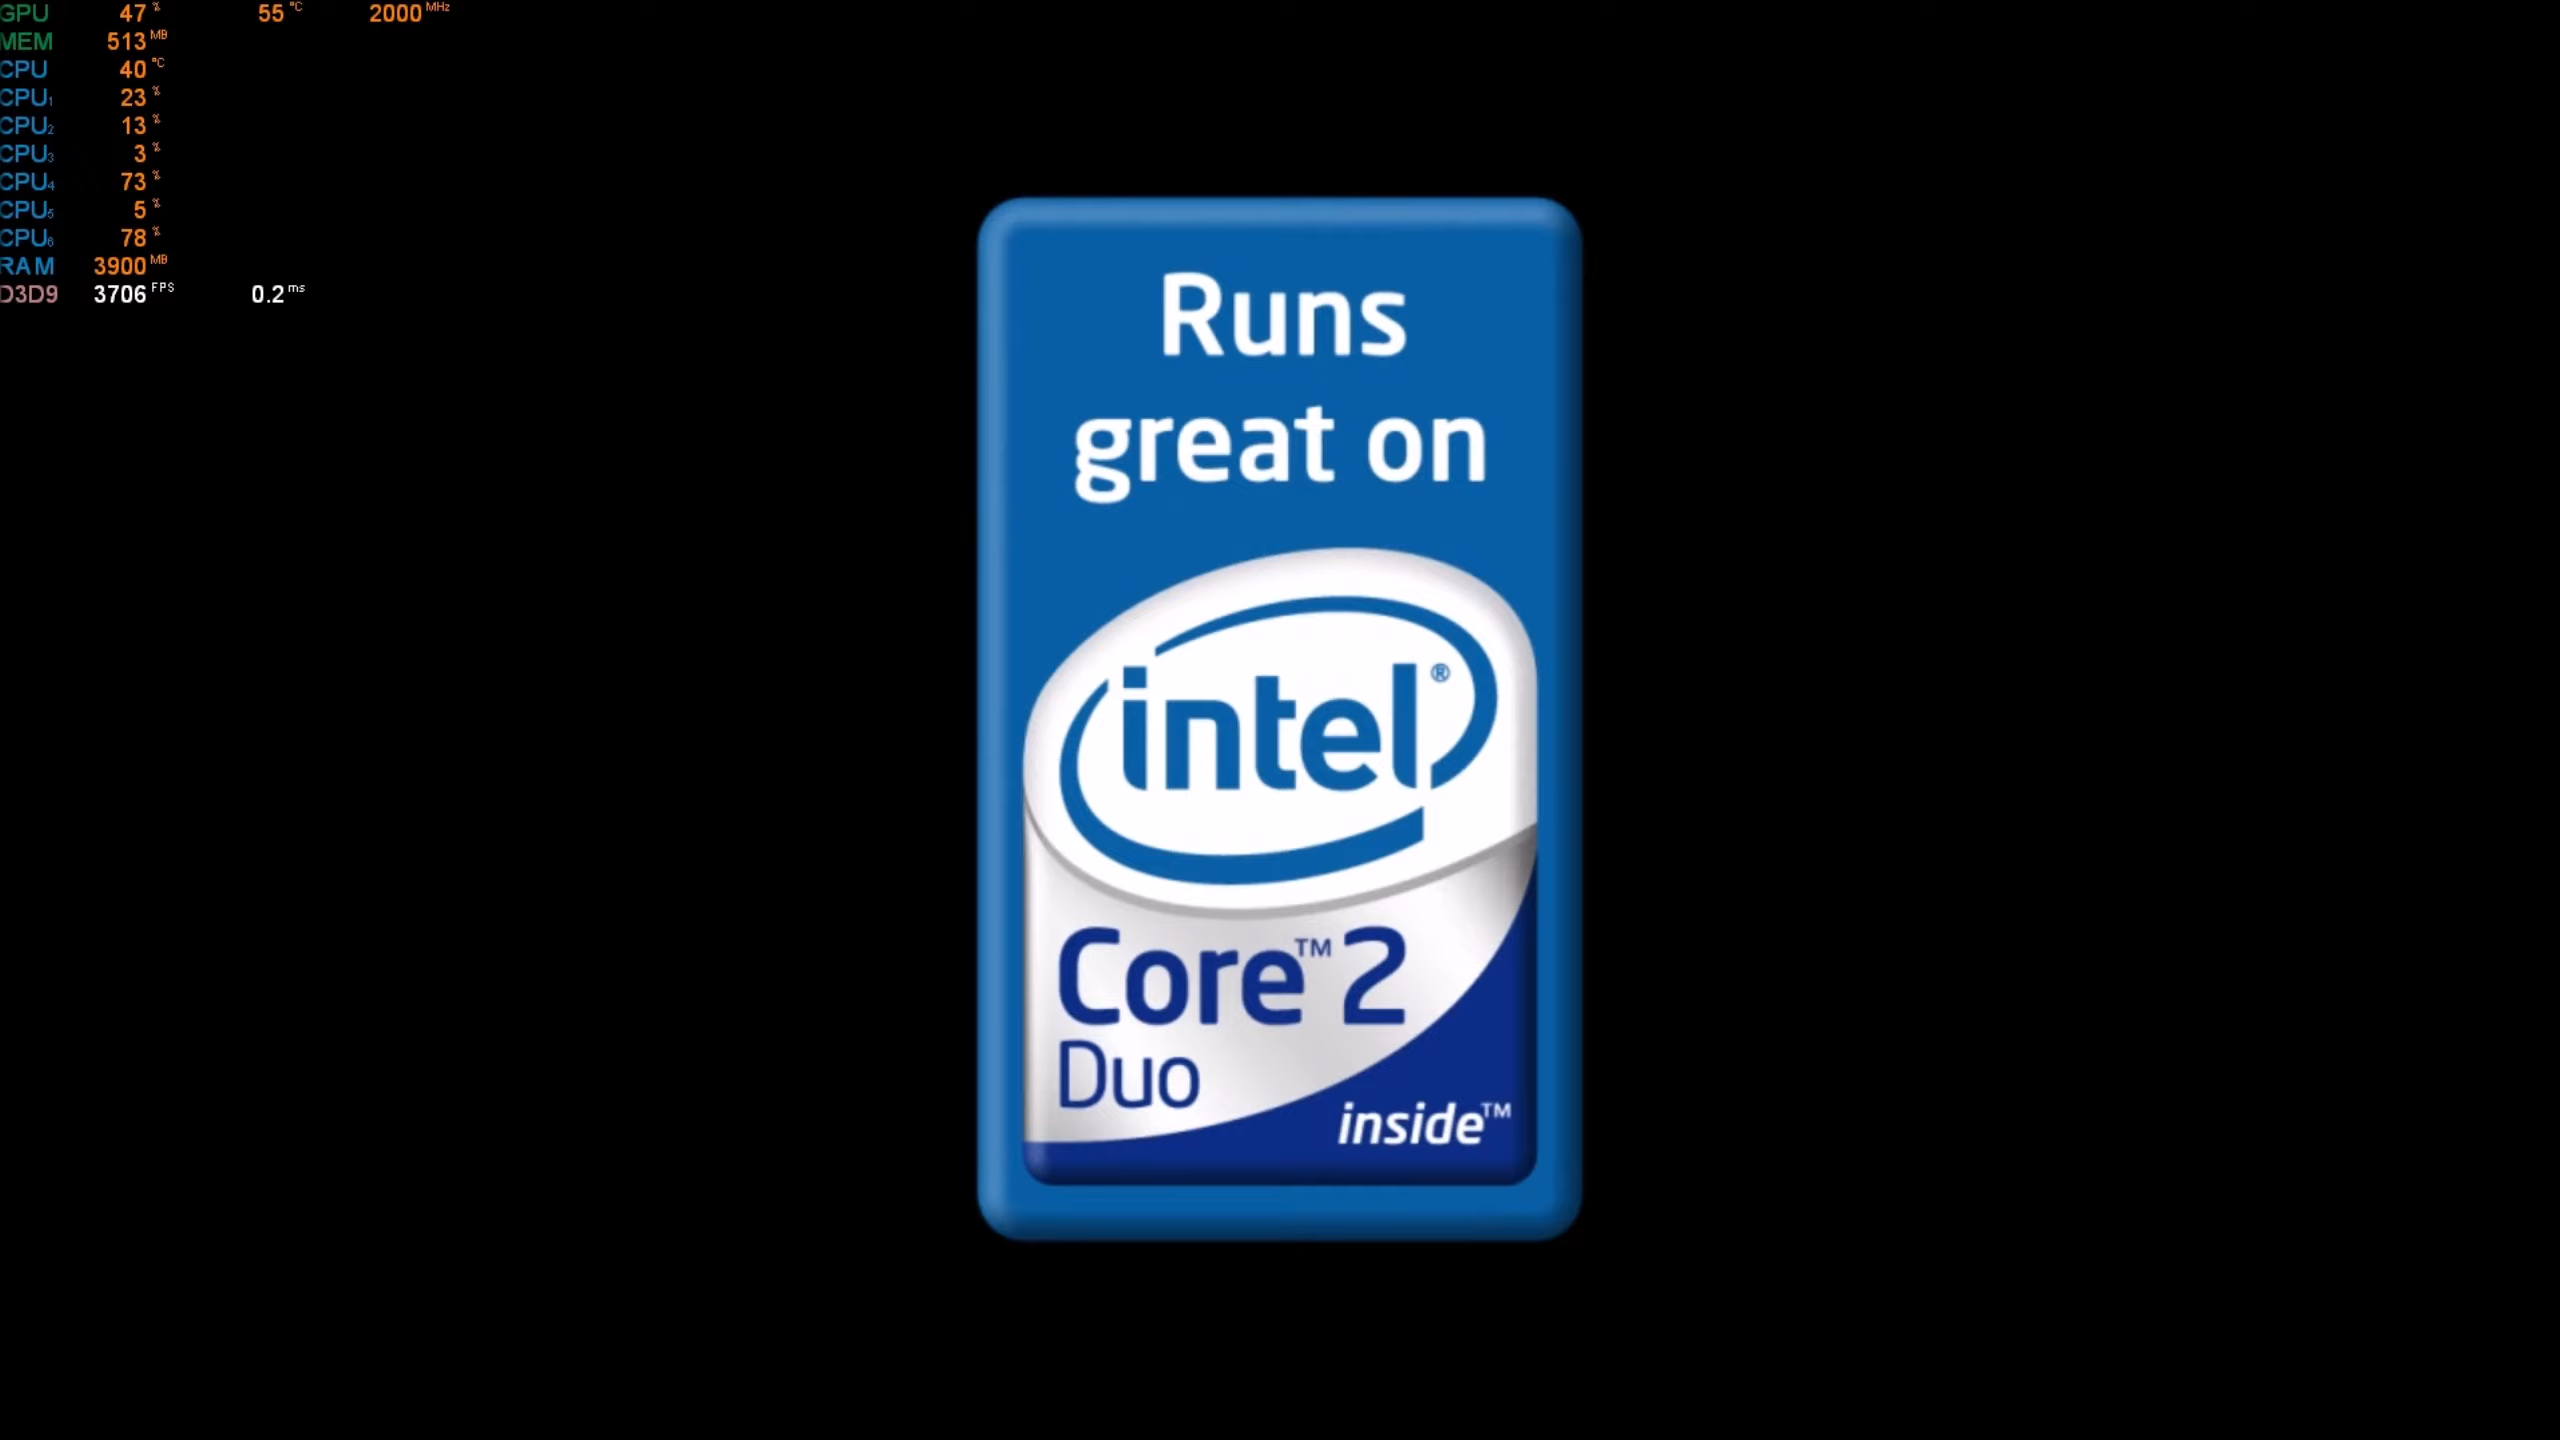 GPU 47 % 55 °C 2000 MHz
MEM 513 MB
CPU 40 °C
CPU1 23 %
CPU2 13 %
CPU3 3 %
CPU4 73 %
CPU5 5 %
CPU6 78 %
RAM 3900 MB
D3D9 3706 FPS 0.2 ms
Runs
great on
intel®
Core™ 2
Duo
inside™